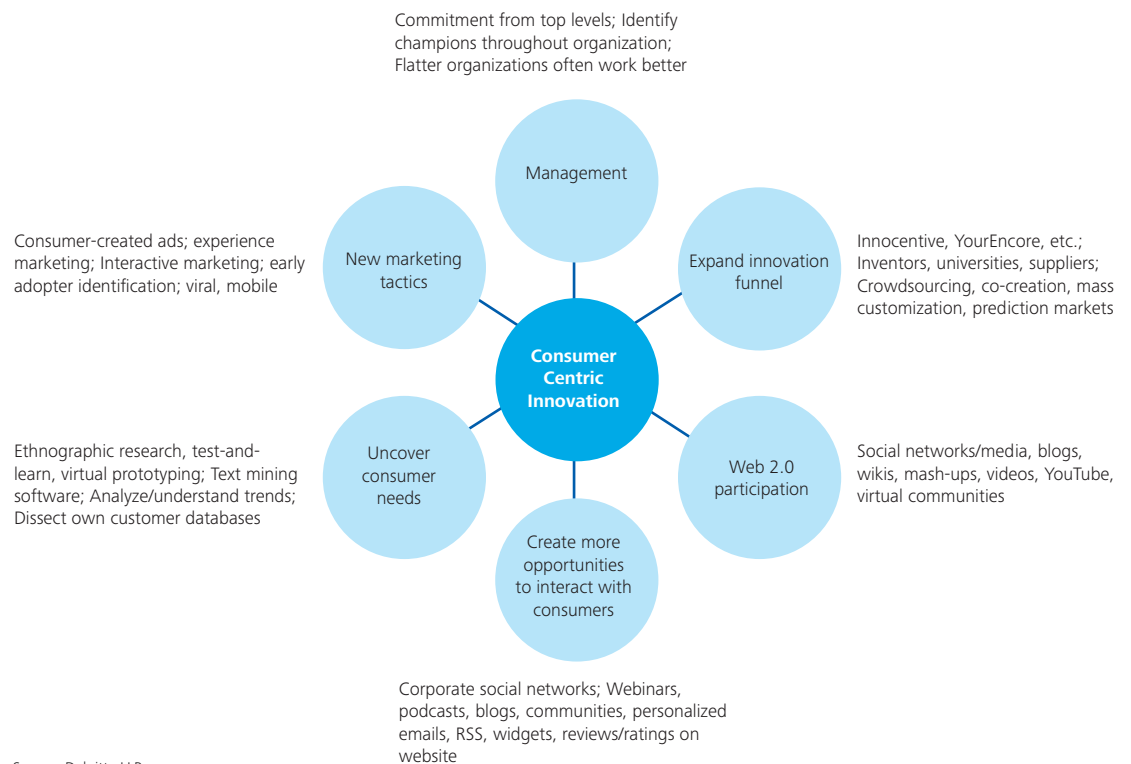 Commitment from top levels; Identify
champions throughout organization;
Flatter organizations often work better
Management
Consumer-created ads; experience
marketing; Interactive marketing; early
adopter identification; viral, mobile
New marketing
tactics
Expand innovation
funnel
Innocentive, YourEncore, etc.;
Inventors, universities, suppliers;
Crowdsourcing, co-creation, mass
customization, prediction markets
Consumer
Centric
Innovation
Ethnographic research, test-and-
learn, virtual prototyping; Text mining
software; Analyze/understand trends;
Dissect own customer databases
Uncover
consumer
needs
Web 2.0
participation
Social networks/media, blogs,
wikis, mash-ups, videos, YouTube,
virtual communities
Create more
opportunities
to interact with
consumers
Corporate social networks; Webinars,
podcasts, blogs, communities, personalized
emails, RSS, widgets, reviews/ratings on
website